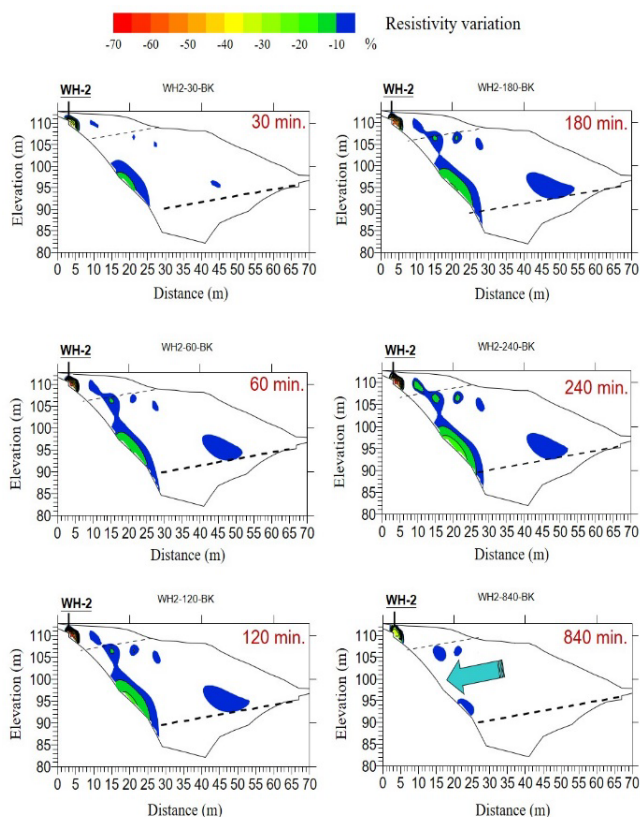 Resistivity variation
-70 -60 -50 -40 -30 -20 -10 %
WH-2
WH2-30-BK
30 min.
Elevation (m)
110
105
100
95
90
85
80
0 5 10 15 20 25 30 35 40 45 50 55 60 65 70
Distance (m)
WH-2
WH2-180-BK
180 min.
Elevation (m)
110
105
100
95
90
85
80
0 5 10 15 20 25 30 35 40 45 50 55 60 65 70
Distance (m)
WH-2
WH2-60-BK
60 min.
Elevation (m)
110
105
100
95
90
85
80
0 5 10 15 20 25 30 35 40 45 50 55 60 65 70
Distance (m)
WH-2
WH2-240-BK
240 min.
Elevation (m)
110
105
100
95
90
85
80
0 5 10 15 20 25 30 35 40 45 50 55 60 65 70
Distance (m)
WH-2
WH2-120-BK
120 min.
Elevation (m)
110
105
100
95
90
85
80
0 5 10 15 20 25 30 35 40 45 50 55 60 65 70
Distance (m)
WH-2
WH2-840-BK
840 min.
Elevation (m)
110
105
100
95
90
85
80
0 5 10 15 20 25 30 35 40 45 50 55 60 65 70
Distance (m)